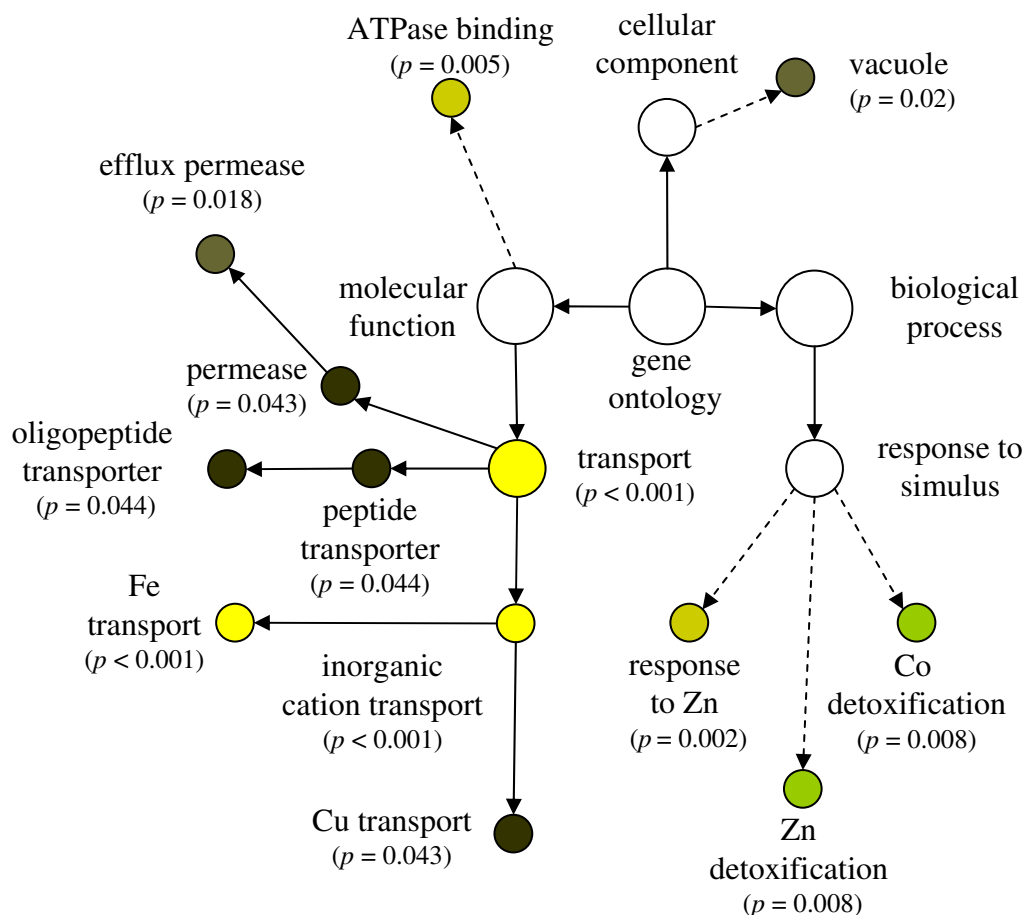 ATPase binding
(p = 0.005)
cellular
component
vacuole
(p = 0.02)
efflux permease
(p = 0.018)
molecular
function
gene
ontology
biological
process
permease
(p = 0.043)
oligopeptide
transporter
(p = 0.044)
peptide
transporter
(p = 0.044)
transport
(p < 0.001)
response to
simulus
Fe
transport
(p < 0.001)
inorganic
cation transport
(p < 0.001)
response
to Zn
(p = 0.002)
Co
detoxification
(p = 0.008)
Cu transport
(p = 0.043)
Zn
detoxification
(p = 0.008)